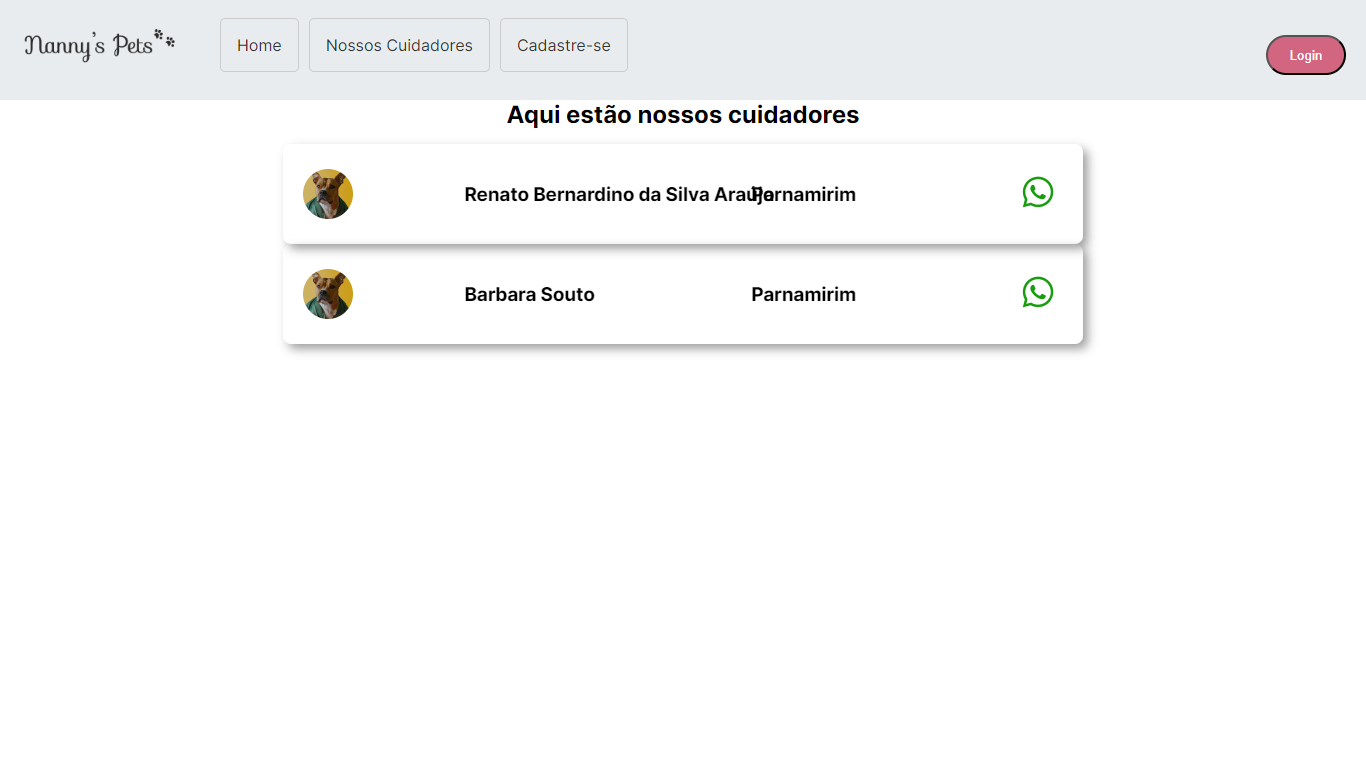 Nanny's Pets Home Nossos Cuidadores Cadastre-se Login
Aqui estão nossos cuidadores
Renato Bernardino da Silva Araujo Parnamirim
Barbara Souto Parnamirim